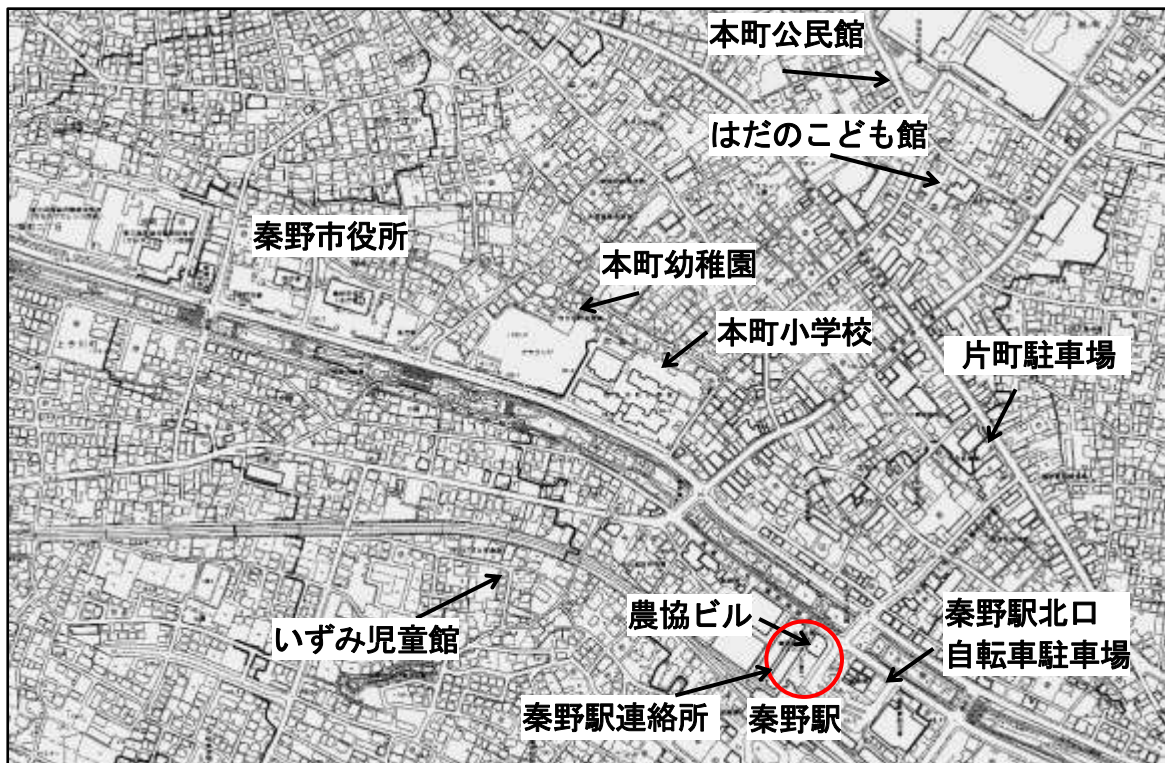 本町公民館
はだのこども館
秦野市役所
本町幼稚園
本町小学校
片町駐車場
農協ビル
秦野駅北口
自転車駐車場
いずみ児童館
秦野駅連絡所
秦野駅